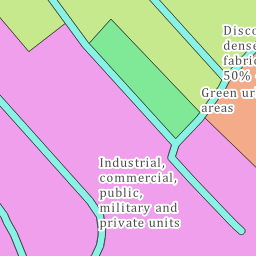 Disco
dense
fabric
50%
Green ur
areas
Industrial,
commercial,
public,
military and
private units